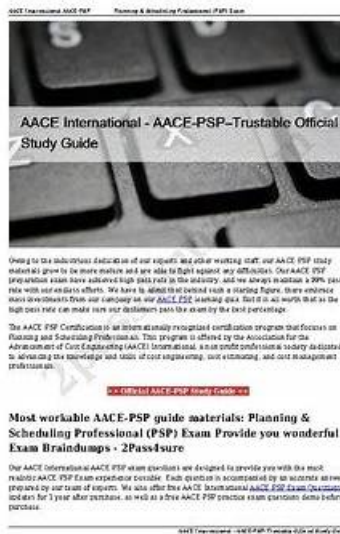 AACE International AACE-PSP Planning & Scheduling Professional (PSP) Exam
AACE International - AACE-PSP–Trustable Official
Study Guide
Owing to the industrious dedication of our experts and other working staff, our AACE PSP study
materials grow to be more mature and are able to fight against any difficulties. Our AACE PSP
preparation exam have achieved high pass rate in the industry, and we always maintain a 99% pass
rate with our endless efforts. We have to admit that behind such a starting figure, there embrace
mass investments from our company on our AACE PSP learning quiz. But it is all worth that as the
high pass rate can make sure our customers pass the exam by the best percentage.
The AACE PSP Certification is an internationally recognized certification program that focuses on
Planning and Scheduling Professionals. This program is offered by the Association for the
Advancement of Cost Engineering (AACE) International, a non profit professional society dedicated
to advancing the knowledge and skills of cost engineering, cost estimating, and cost management
professionals.
>> Official AACE-PSP Study Guide <<
Most workable AACE-PSP guide materials: Planning &
Scheduling Professional (PSP) Exam Provide you wonderful
Exam Braindumps - 2Pass4sure
Our AACE International AACE PSP exam questions are designed to provide you with the most
realistic AACE PSP Exam experience possible. Each question is accompanied by an accurate answer
prepared by our team of experts. We also offer free AACE International AACE PSP Exam Questions
updates for 1 year after purchase, as well as a free AACE PSP practice exam questions demo before
purchase.
AACE International - AACE-PSP–Trustable Official Study Guide